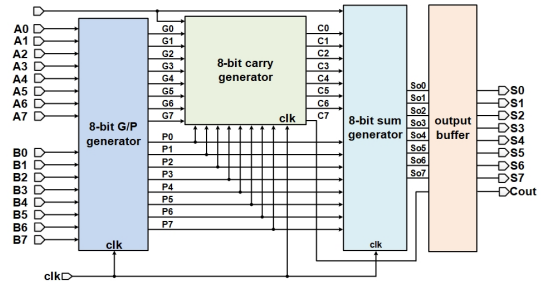 A0
A1
A2
A3
A4
A5
A6
A7
B0
B1
B2
B3
B4
B5
B6
B7
clk
8-bit G/P
generator
clk
G0
G1
G2
G3
G4
G5
G6
G7
P0
P1
P2
P3
P4
P5
P6
P7
8-bit carry
generator
clk
C0
C1
C2
C3
C4
C5
C6
C7
8-bit sum
generator
clk
So0
So1
So2
So3
So4
So5
So6
So7
output
buffer
S0
S1
S2
S3
S4
S5
S6
S7
Cout